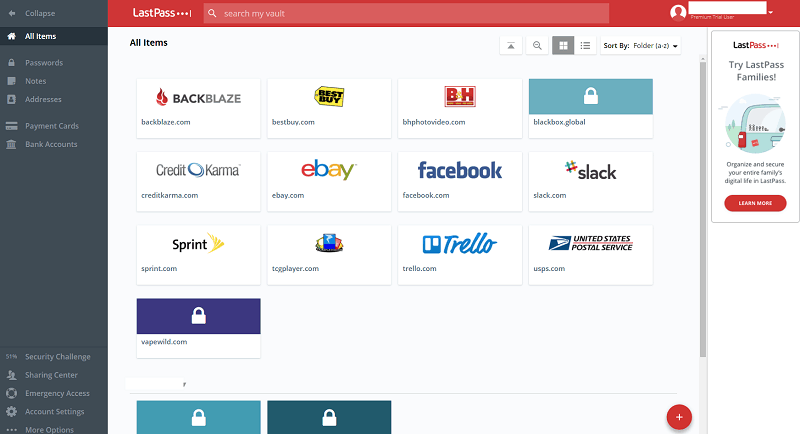 Collapse
All Items
Passwords
Notes
Addresses
Payment Cards
Bank Accounts
51% Security Challenge
Sharing Center
Emergency Access
Account Settings
More Options
LastPass
search my vault
Premium Trial User
All Items
Sort By: Folder (a-z)
BACKBLAZE
backblaze.com
BEST BUY
bestbuy.com
B&H
bhphotovideo.com
blackbox.global
Credit Karma
creditkarma.com
ebay
ebay.com
facebook
facebook.com
slack
slack.com
Sprint
sprint.com
tcgplayer.com
Trello
trello.com
UNITED STATES
POSTAL SERVICE
usps.com
vapewild.com
r
LastPass
Try LastPass
Families!
Organize and secure
your entire family's
digital life in LastPass.
LEARN MORE